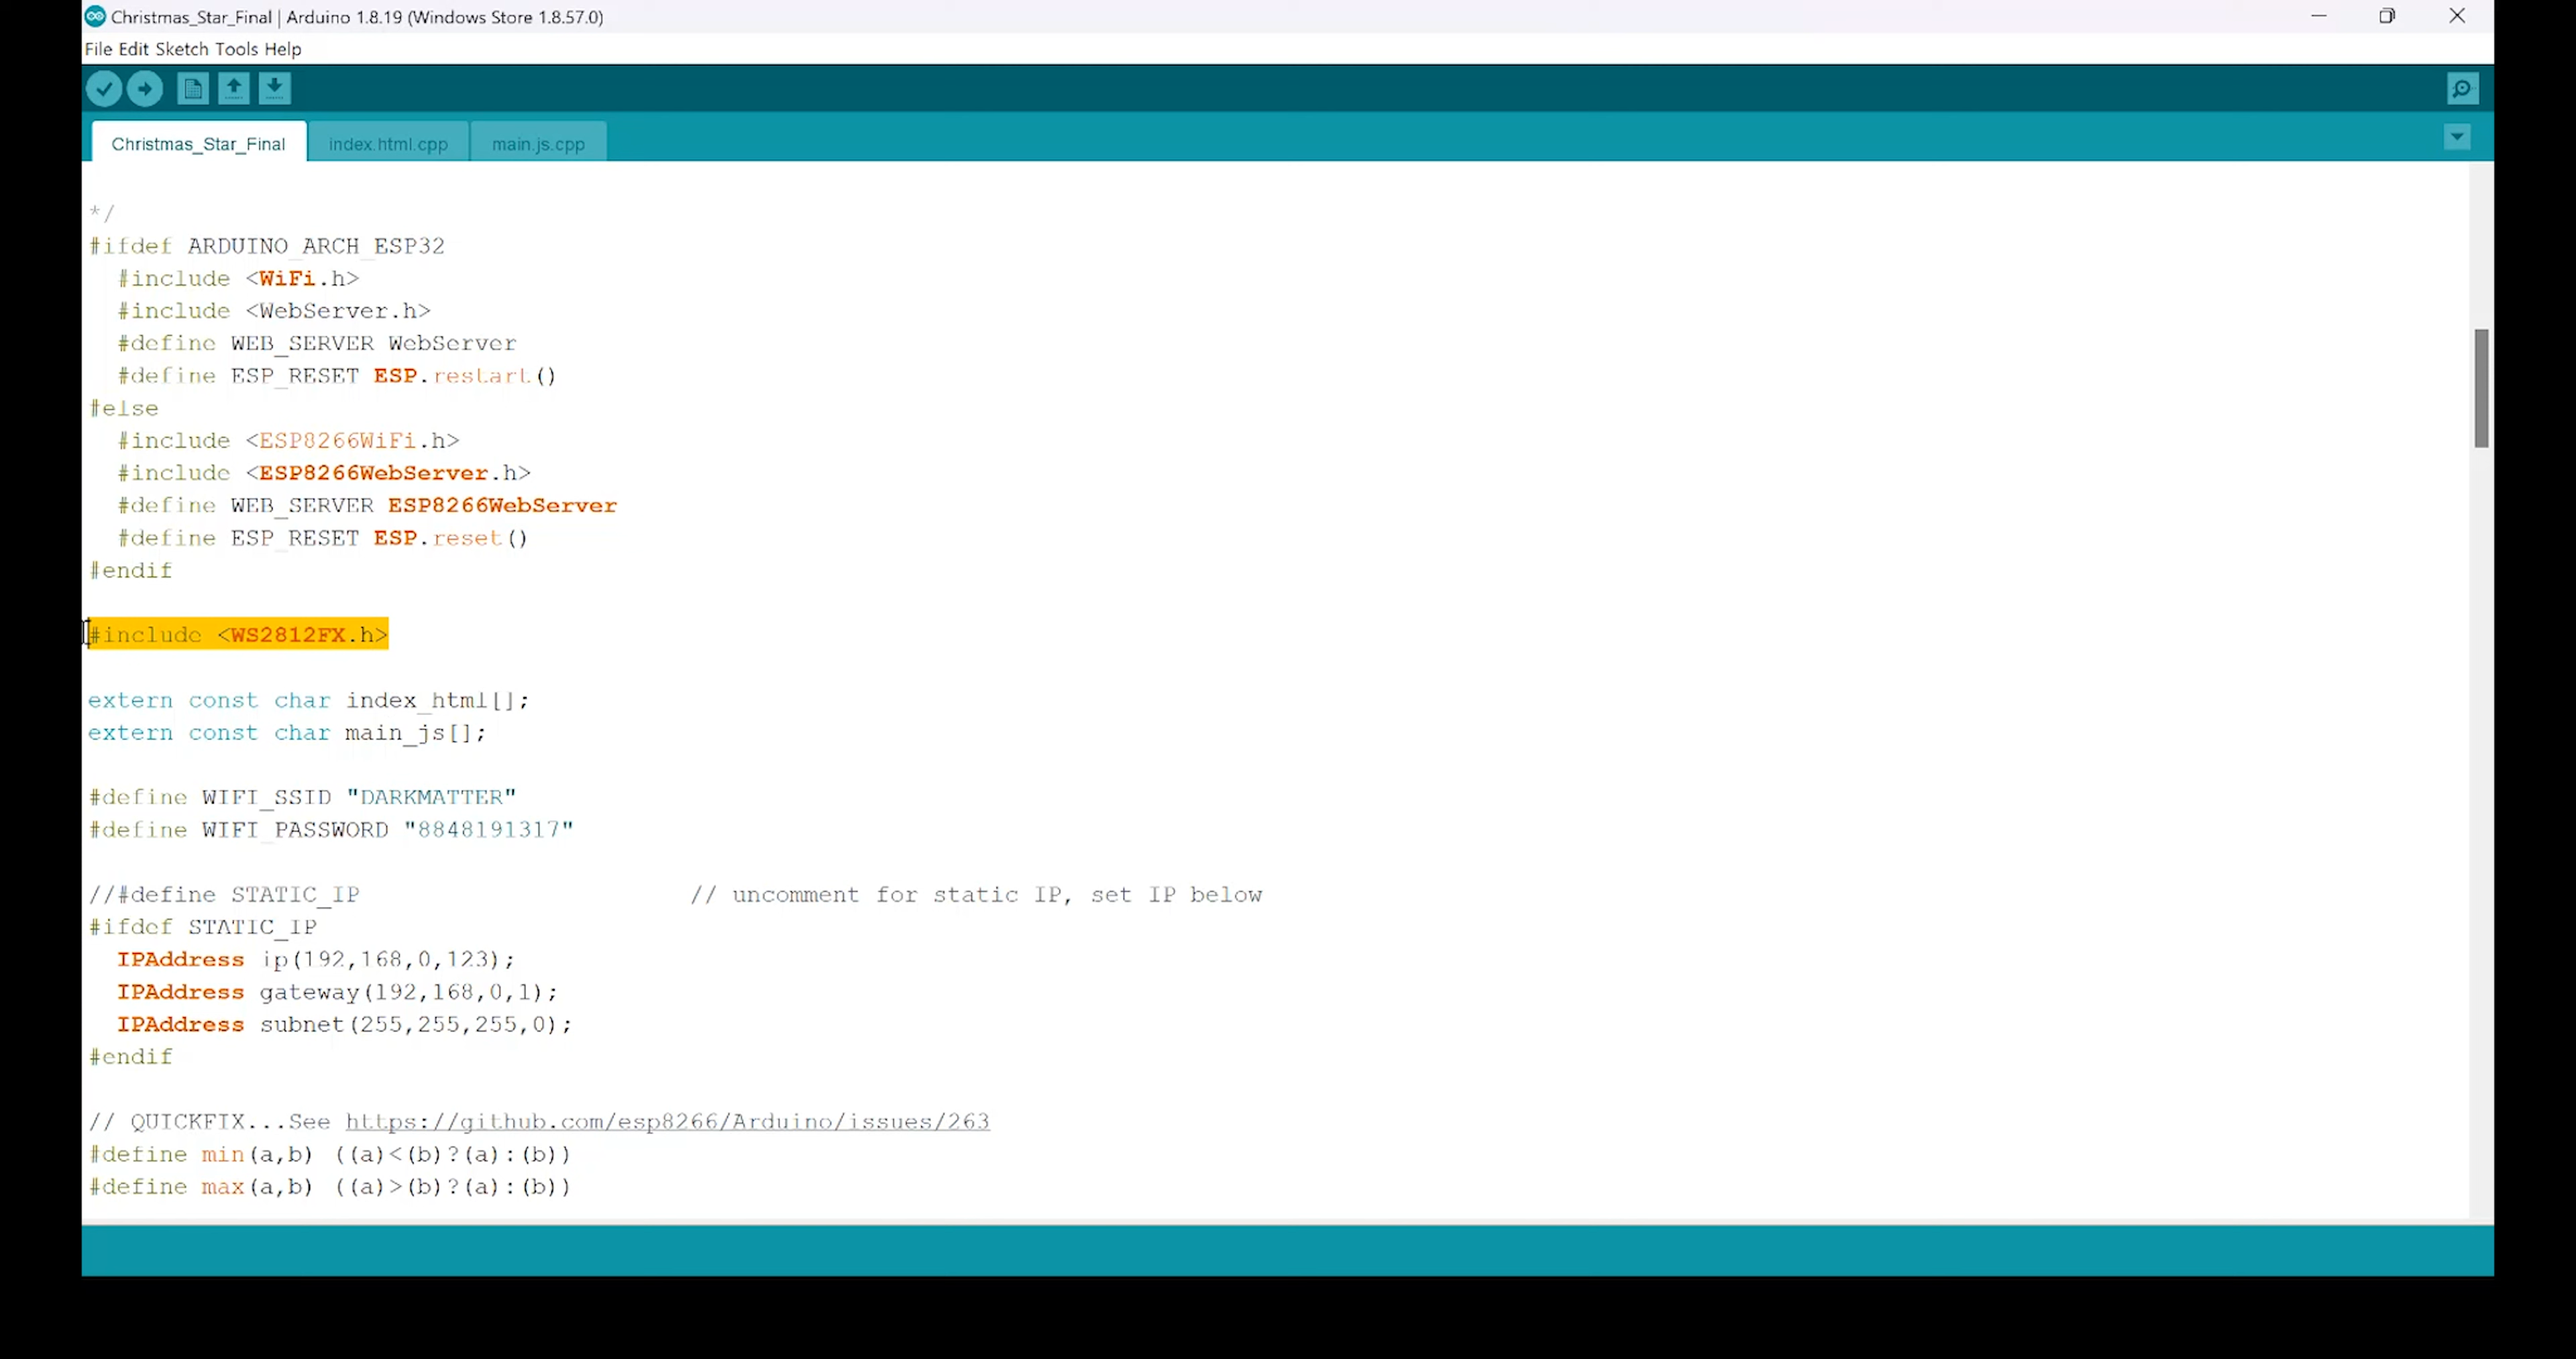 Christmas_Star_Final | Arduino 1.8.19 (Windows Store 1.8.57.0)
File Edit Sketch Tools Help
Christmas_Star_Final index.html.cpp main.js.cpp
*/
#ifdef ARDUINO_ARCH_ESP32
  #include <WiFi.h>
  #include <WebServer.h>
  #define WEB_SERVER WebServer
  #define ESP_RESET ESP.restart()
#else
  #include <ESP8266WiFi.h>
  #include <ESP8266WebServer.h>
  #define WEB_SERVER ESP8266WebServer
  #define ESP_RESET ESP.reset()
#endif
#include <WS2812FX.h>
extern const char index_html[];
extern const char main_js[];
#define WIFI_SSID "DARKMATTER"
#define WIFI_PASSWORD "8848191317"
//#define STATIC_IP // uncomment for static IP, set IP below
#ifdef STATIC_IP
  IPAddress ip(192,168,0,123);
  IPAddress gateway(192,168,0,1);
  IPAddress subnet(255,255,255,0);
#endif
// QUICKFIX...See https://github.com/esp8266/Arduino/issues/263
#define min(a,b) ((a)<(b)?(a):(b))
#define max(a,b) ((a)>(b)?(a):(b))